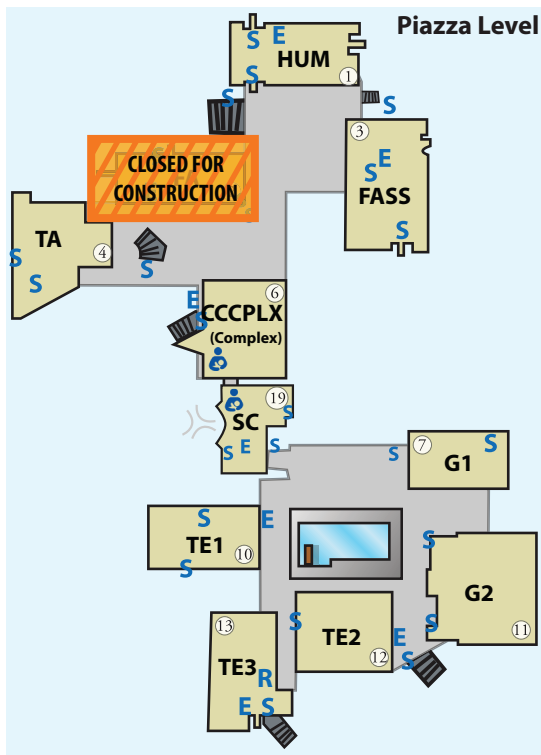 Piazza Level
S E
HUM
S
1
S
S
3
CLOSED FOR
CONSTRUCTION
E
S
FASS
S
TA
4
S
S
S
6
E
CCCPLX
S
(Complex)
19
SC
S
S E
S
7
S
G1
S
S
E
TE1
10
S
S
G2
S
11
13
S
TE2
E
12
S
TE3
R
E S